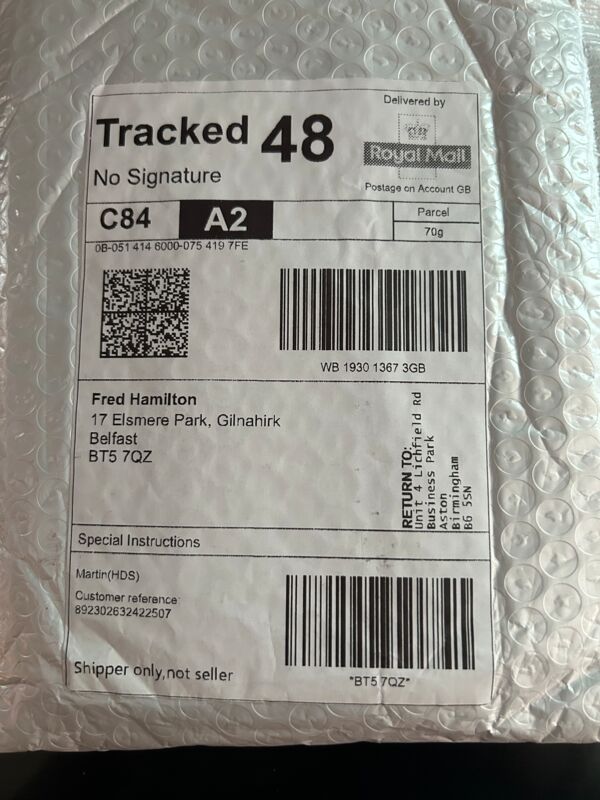 Delivered by
Tracked 48
Royal Mail
No Signature
Postage on Account GB
C84 A2
Parcel
70g
0B-051 414 6000-075 419 7FE
WB 1930 1367 3GB
Fred Hamilton
17 Elsmere Park, Gilnahirk
Belfast
BT5 7QZ
RETURN TO:
Unit 4 Lichfield Rd
Business Park
Aston
Birmingham
B6 5SN
Special Instructions
Martin(HDS)
Customer reference:
892302632422507
Shipper only,not seller
*BT5 7QZ*